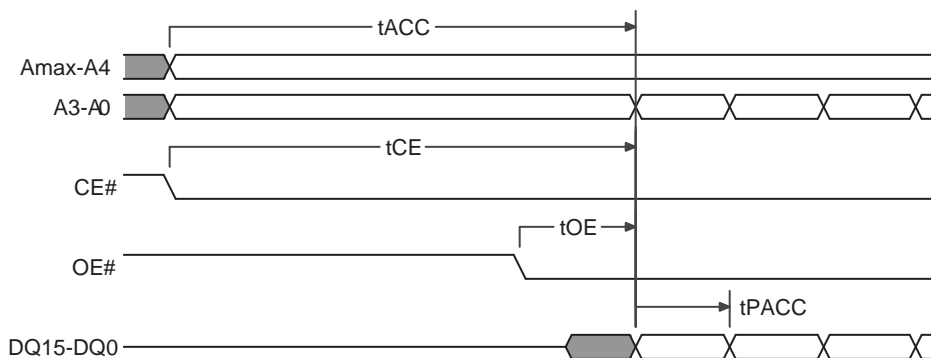 tACC
Amax-A4
A3-A0
tCE
CE#
tOE
OE#
tPACC
DQ15-DQ0